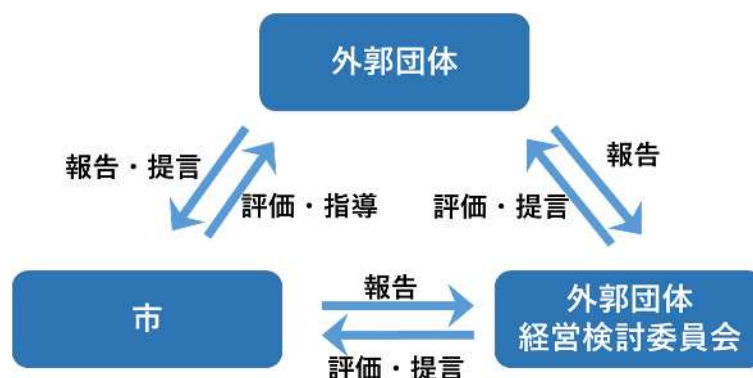 外郭団体
報告・提言
報告
評価・指導
評価・提言
市
報告
外郭団体
経営検討委員会
評価・提言